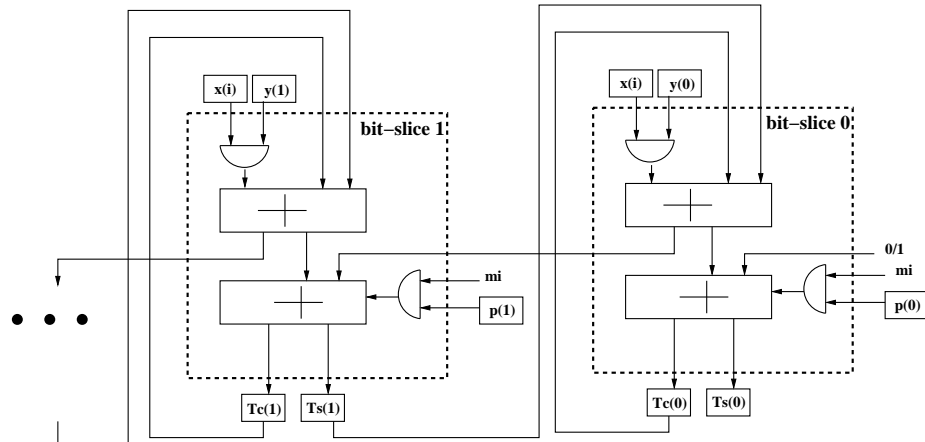 x(i) y(1) x(i) y(0)
bit-slice 1 bit-slice 0
0/1
mi mi
p(1) p(0)
Tc(1) Ts(1) Tc(0) Ts(0)